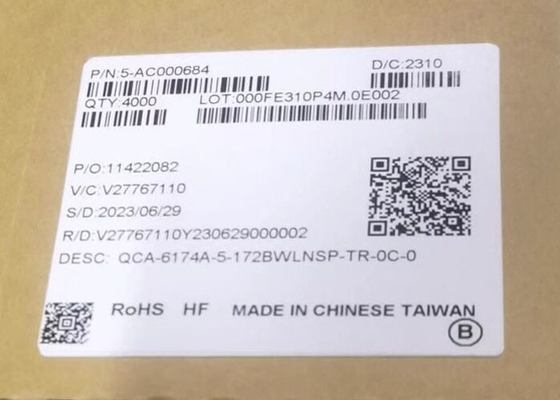 P/N:5-AC000684 D/C:2310
QTY:4000 LOT:000FE310P4M.0E002
P/O:11422082
V/C:V27767110
S/D:2023/06/29
R/D:V27767110Y230629000002
DESC: QCA-6174A-5-172BWLNSP-TR-0C-0
RoHS HF MADE IN CHINESE TAIWAN
B